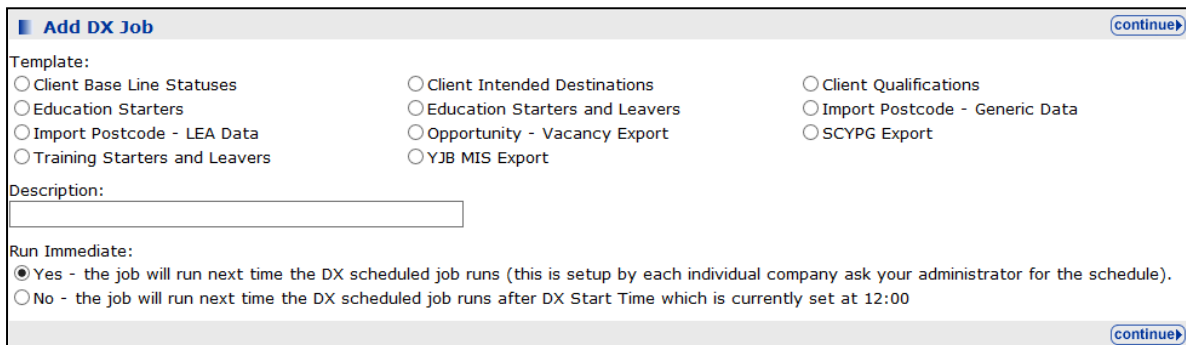 Add DX Job
continue
Template:
Client Base Line Statuses Client Intended Destinations Client Qualifications
Education Starters Education Starters and Leavers Import Postcode - Generic Data
Import Postcode - LEA Data Opportunity - Vacancy Export SCYPG Export
Training Starters and Leavers YJB MIS Export
Description:
Run Immediate:
Yes - the job will run next time the DX scheduled job runs (this is setup by each individual company ask your administrator for the schedule).
No - the job will run next time the DX scheduled job runs after DX Start Time which is currently set at 12:00
continue